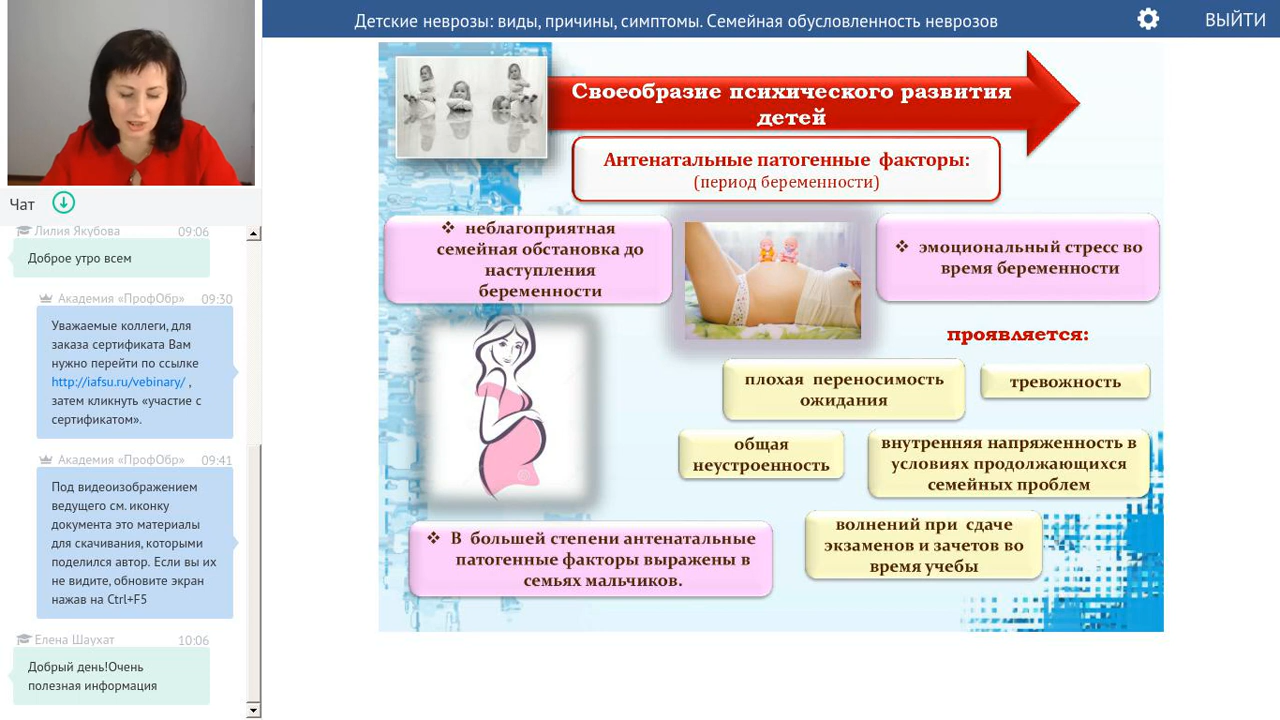 Детские неврозы: виды, причины, симптомы. Семейная обусловленность неврозов
ВЫЙТИ
Чат
Лилия Якубова 09:06
Доброе утро всем
Академия «ПрофОбр» 09:30
Уважаемые коллеги, для
заказа сертификата Вам
нужно перейти по ссылке
http://iafsu.ru/vebinary/ ,
затем кликнуть «участие с
сертификатом».
Академия «ПрофОбр» 09:41
Под видеоизображением
ведущего см. иконку
документа это материалы
для скачивания, которыми
поделился автор. Если вы их
не видите, обновите экран
нажав на Ctrl+F5
Елена Шаухат 10:06
Добрый день!Очень
полезная информация
Своеобразие психического развития
детей
Антенатальные патогенные факторы:
(период беременности)
❖ неблагоприятная
семейная обстановка до
наступления
беременности
❖ эмоциональный стресс во
время беременности
проявляется:
плохая переносимость
ожидания
тревожность
общая
неустроенность
внутренняя напряженность в
условиях продолжающихся
семейных проблем
волнений при сдаче
экзаменов и зачетов во
время учебы
❖ В большей степени антенатальные
патогенные факторы выражены в
семьях мальчиков.